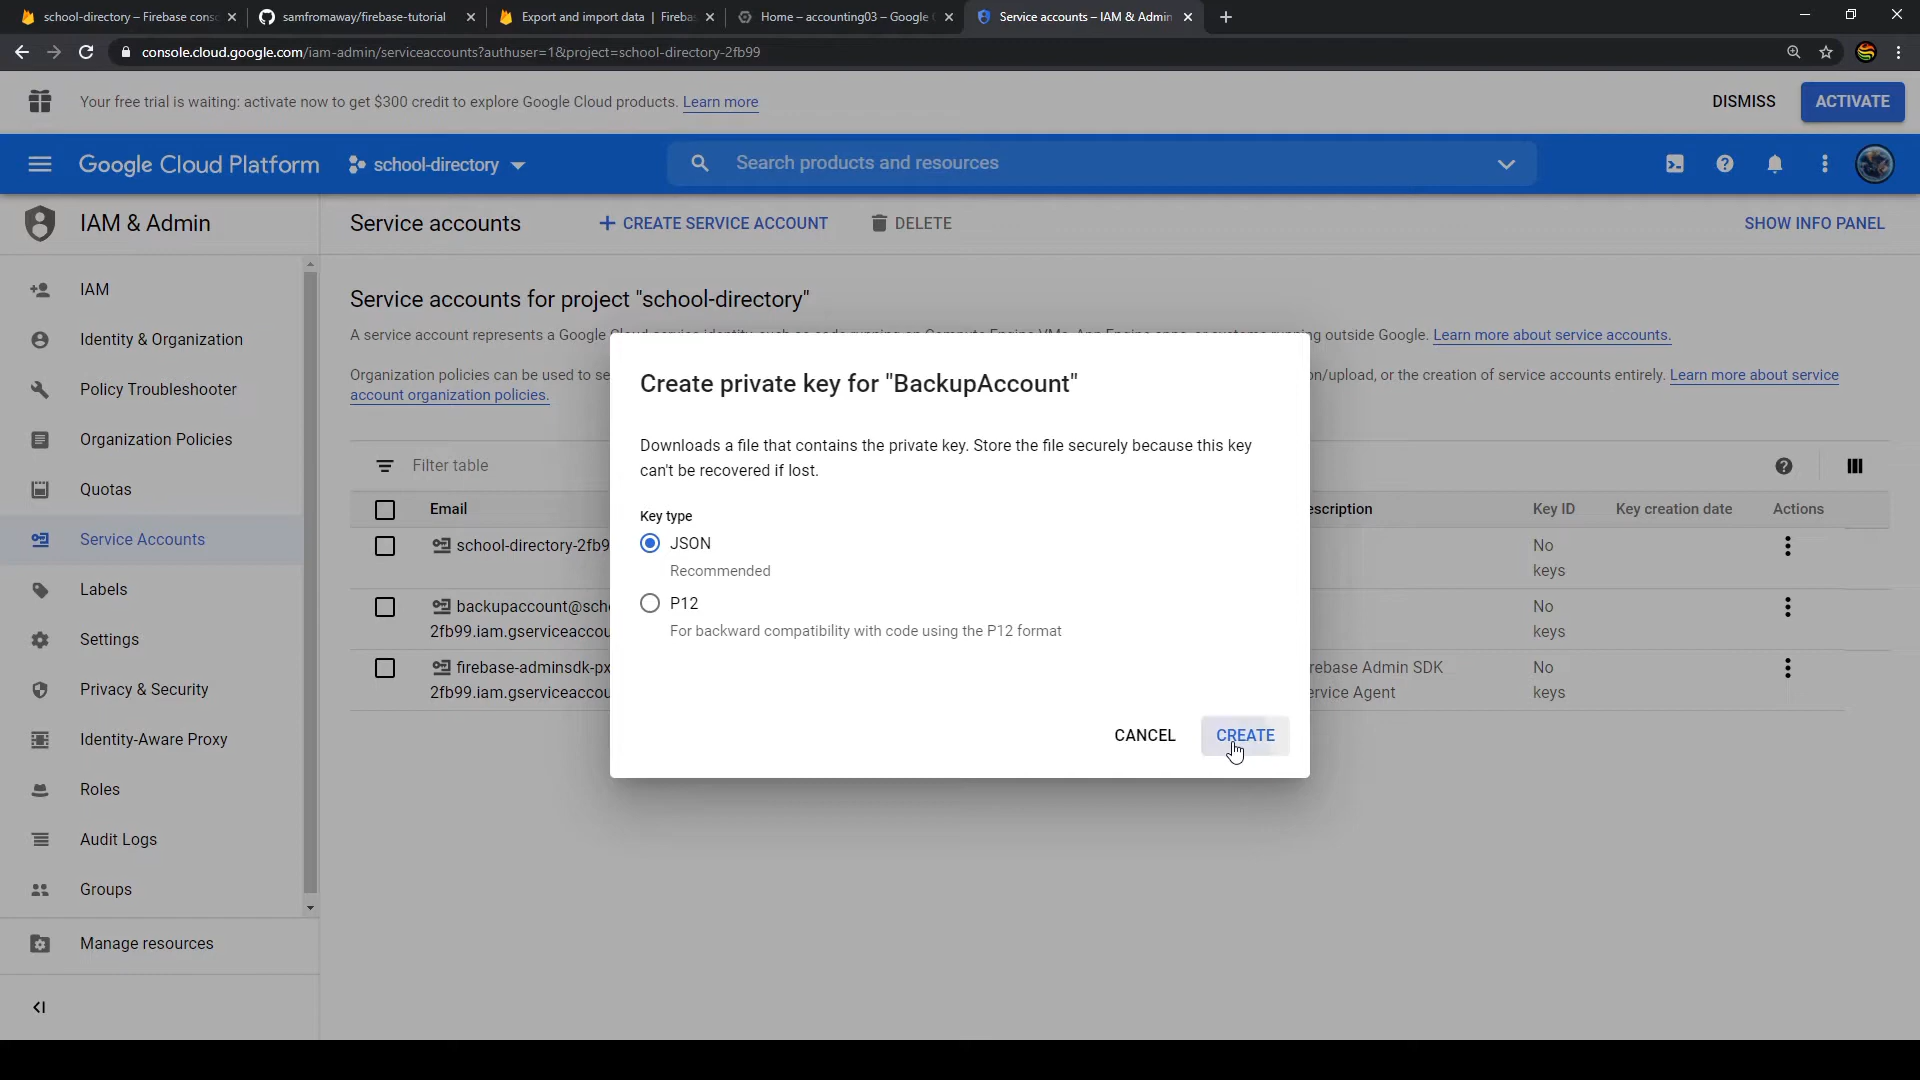 school-directory – Firebase cons
samfromaway/firebase-tutorial
Export and import data | Fireba
Home – accounting03 – Google
Service accounts – IAM & Admin
console.cloud.google.com/iam-admin/serviceaccounts?authuser=1&project=school-directory-2fb99
Your free trial is waiting: activate now to get $300 credit to explore Google Cloud products. Learn more
DISMISS
ACTIVATE
Google Cloud Platform
school-directory
Search products and resources
IAM & Admin
Service accounts
CREATE SERVICE ACCOUNT
DELETE
SHOW INFO PANEL
IAM
Identity & Organization
Policy Troubleshooter
Organization Policies
Quotas
Service Accounts
Labels
Settings
Privacy & Security
Identity-Aware Proxy
Roles
Audit Logs
Groups
Manage resources
Service accounts for project "school-directory"
A service account represents a Google ng outside Google. Learn more about service accounts.
Organization policies can be used to se on/upload, or the creation of service accounts entirely. Learn more about service
account organization policies.
Filter table
Email
escription
Key ID
Key creation date
Actions
school-directory-2fb9
No
keys
backupaccount@scho
2fb99.iam.gserviceaccou
No
keys
firebase-adminsdk-px
2fb99.iam.gserviceaccou
rebase Admin SDK
ervice Agent
No
keys
Create private key for "BackupAccount"
Downloads a file that contains the private key. Store the file securely because this key
can't be recovered if lost.
Key type
JSON
Recommended
P12
For backward compatibility with code using the P12 format
CANCEL
CREATE